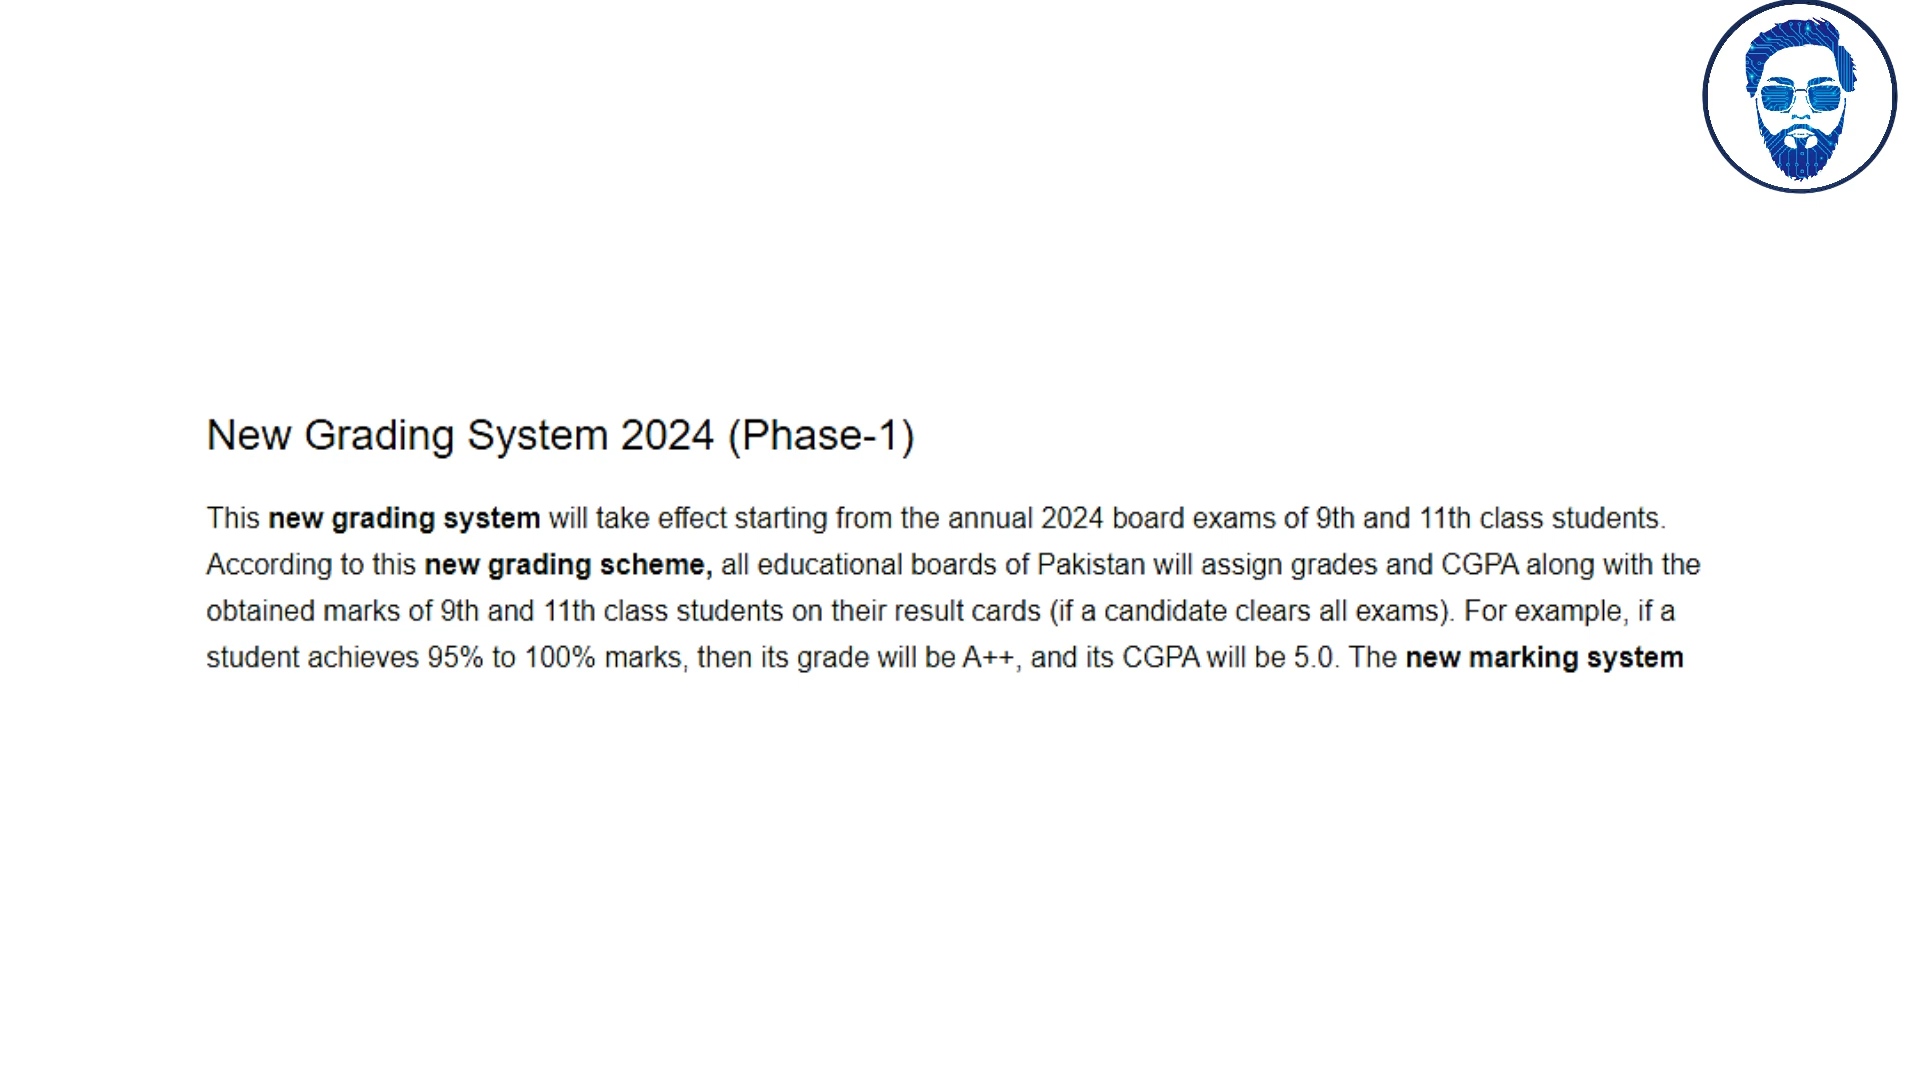 New Grading System 2024 (Phase-1)
This new grading system will take effect starting from the annual 2024 board exams of 9th and 11th class students.
According to this new grading scheme, all educational boards of Pakistan will assign grades and CGPA along with the
obtained marks of 9th and 11th class students on their result cards (if a candidate clears all exams). For example, if a
student achieves 95% to 100% marks, then its grade will be A++, and its CGPA will be 5.0. The new marking system